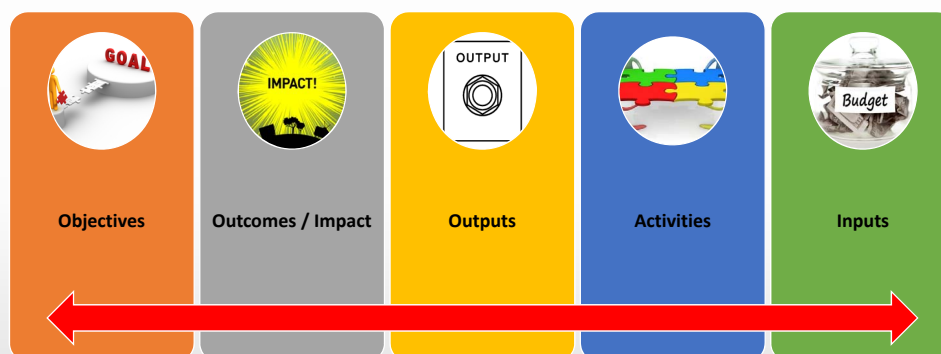 GOAL
IMPACT!
OUTPUT
Budget
Objectives
Outcomes / Impact
Outputs
Activities
Inputs